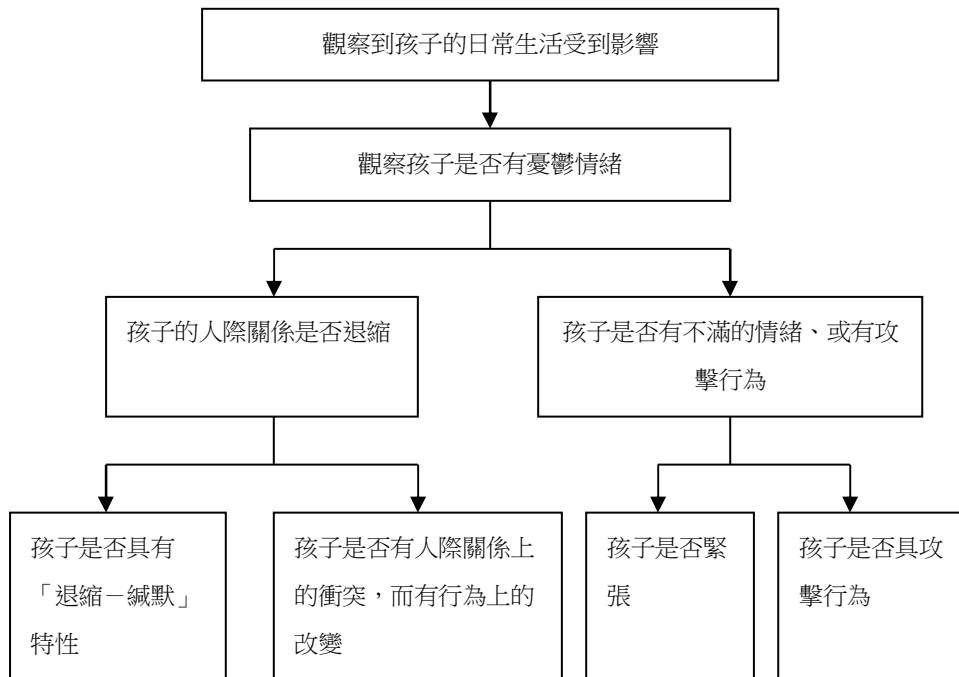 觀察到孩子的日常生活受到影響
觀察孩子是否有憂鬱情緒
孩子的人際關係是否退縮
孩子是否有不滿的情緒、或有攻
擊行為
孩子是否具有
「退縮－緘默」
特性
孩子是否有人際關係上
的衝突，而有行為上的
改變
孩子是否緊
張
孩子是否具攻
擊行為